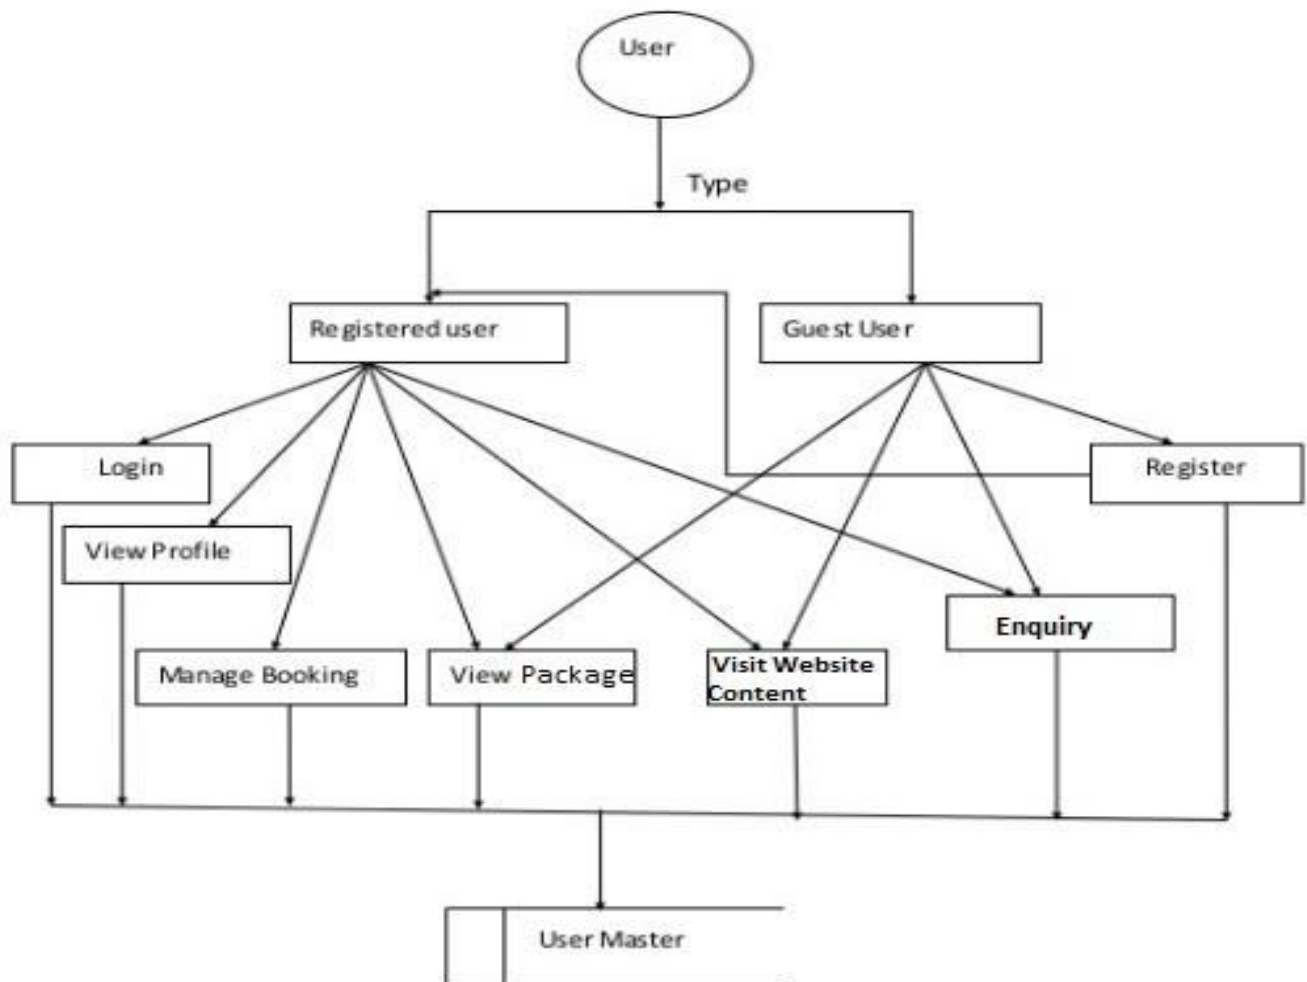 User
Type
Registered user
Guest User
Login
Register
View Profile
Enquiry
Manage Booking
View Package
Visit Website
Content
User Master